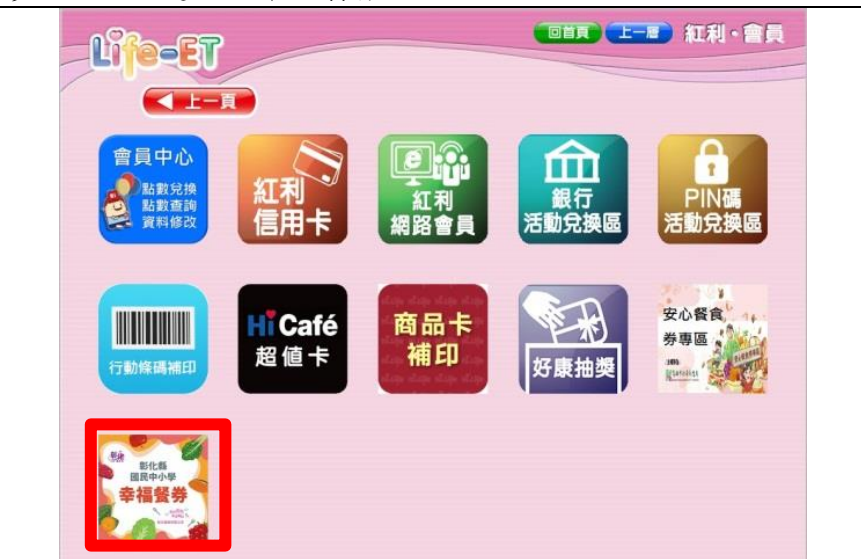 Life-ET
回首頁
上一層
紅利・會員
上一頁
會員中心
點數兌換
點數查詢
資料修改
紅利
信用卡
紅利
網路會員
銀行
活動兌換區
PIN碼
活動兌換區
行動條碼補印
Hi Café
超值卡
商品卡
補印
好康抽獎
安心餐食
券專區
彰化縣
國民中小學
幸福餐券